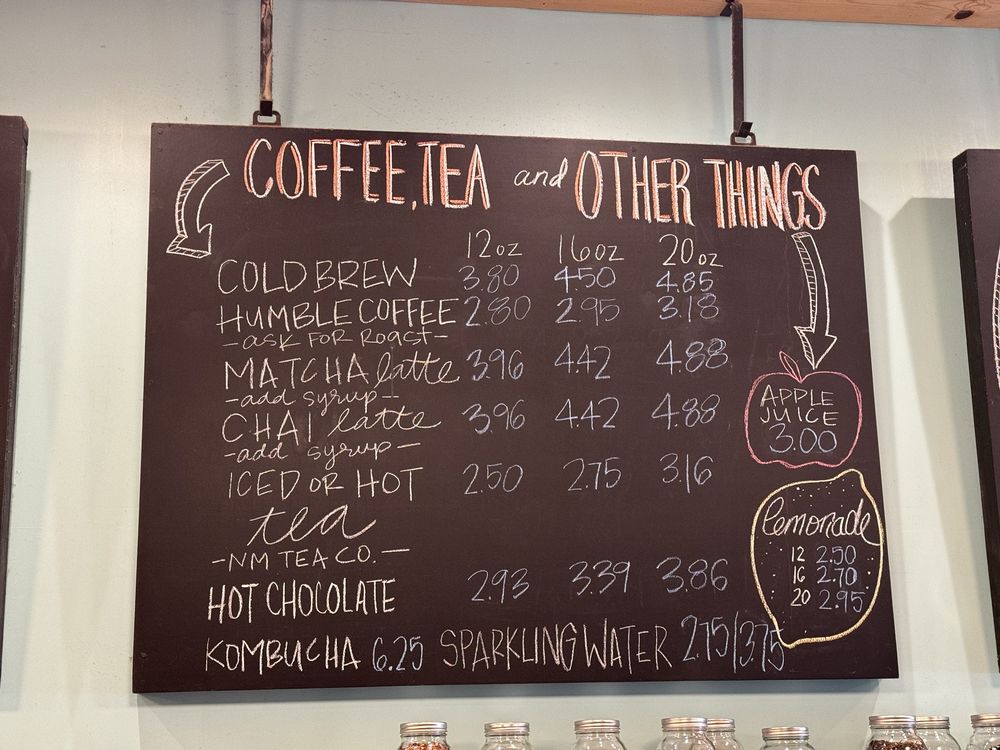 COFFEE, TEA and OTHER THINGS
12oz 16oz 20oz
COLD BREW 3.80 4.50 4.85
HUMBLE COFFEE 2.80 2.95 3.18
-ASK FOR ROAST-
MATCHA latte 3.96 4.42 4.88
-add syrup-
CHAI latte 3.96 4.42 4.88
-add syrup-
ICED OR HOT 2.50 2.75 3.16
tea
-NM TEA CO.-
HOT CHOCOLATE 2.93 3.39 3.86
KOMBUCHA 6.25 SPARKLING WATER 2.75/3.75
APPLE
JUICE
3.00
Lemonade
12 2.50
16 2.70
20 2.95